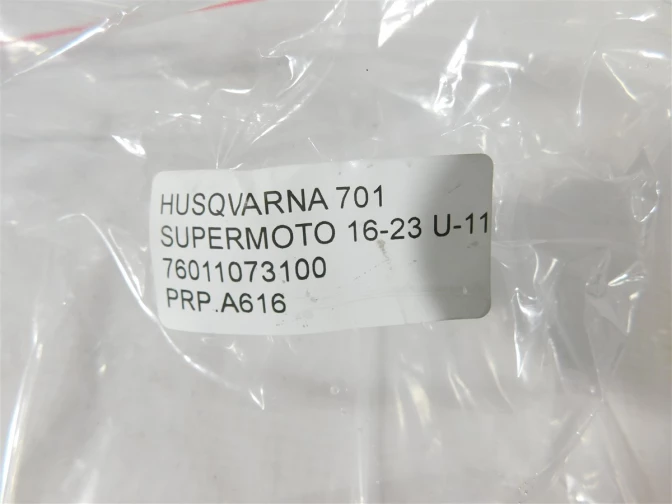 HUSQVARNA 701
SUPERMOTO 16-23 U-11
76011073100
PRP.A616